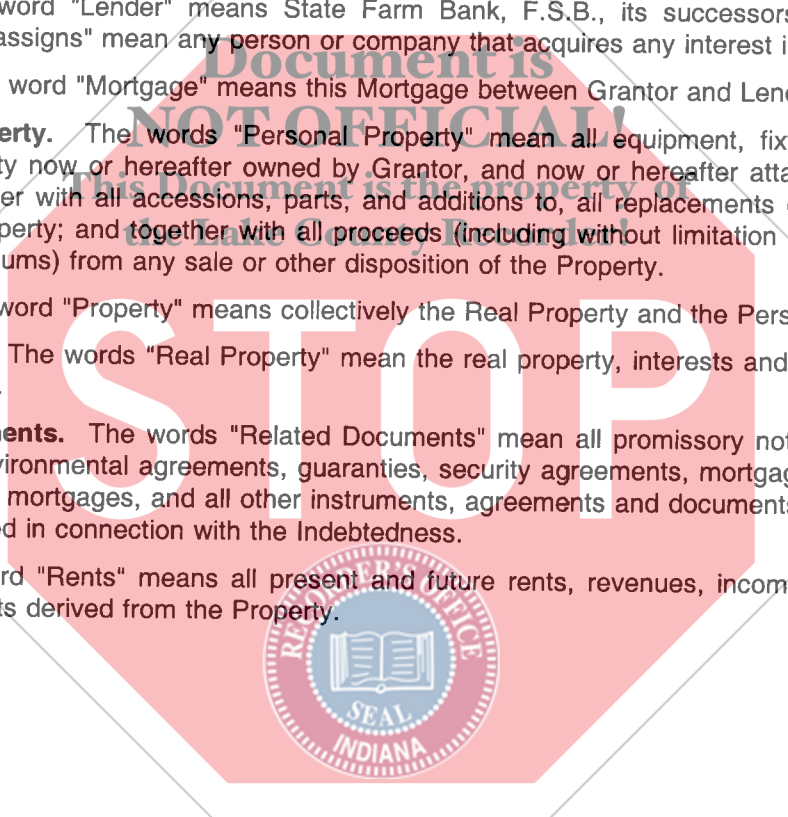 word "Lender" means State Farm Bank, F.S.B., its successors
assigns" mean any person or company that acquires any interest i
Document is
word "Mortgage" means this Mortgage between Grantor and Lend
NOT OFFICIAL!
erty. The words "Personal Property" mean all equipment, fixt
ty now or hereafter owned by Grantor, and now or hereafter atta
This Document is the property of
er with all accessions, parts, and additions to, all replacements
the Lake County Recorder!
perty; and together with all proceeds (including without limitation
ums) from any sale or other disposition of the Property.
word "Property" means collectively the Real Property and the Pers
STOP
The words "Real Property" mean the real property, interests and
ents. The words "Related Documents" mean all promissory not
vironmental agreements, guaranties, security agreements, mortgag
mortgages, and all other instruments, agreements and documents
d in connection with the Indebtedness.
rd "Rents" means all present and future rents, revenues, incom
ts derived from the Property.
RECORDER'S OFFICE
SEAL
INDIANA